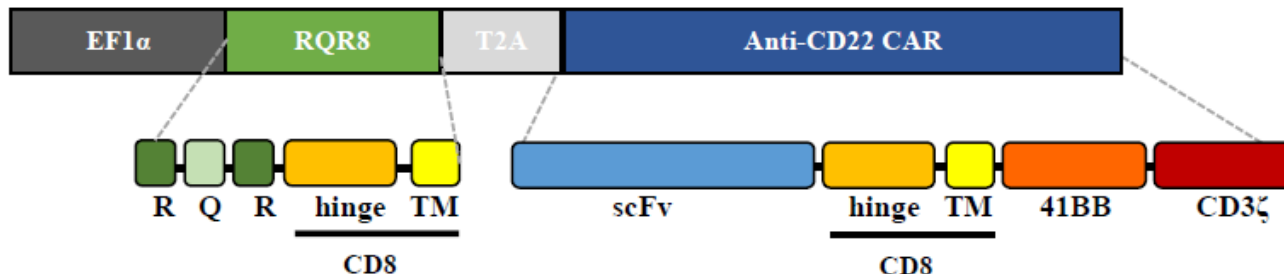 EF1α RQR8 T2A Anti-CD22 CAR
R Q R hinge TM scFv hinge TM 41BB CD3ζ
CD8 CD8